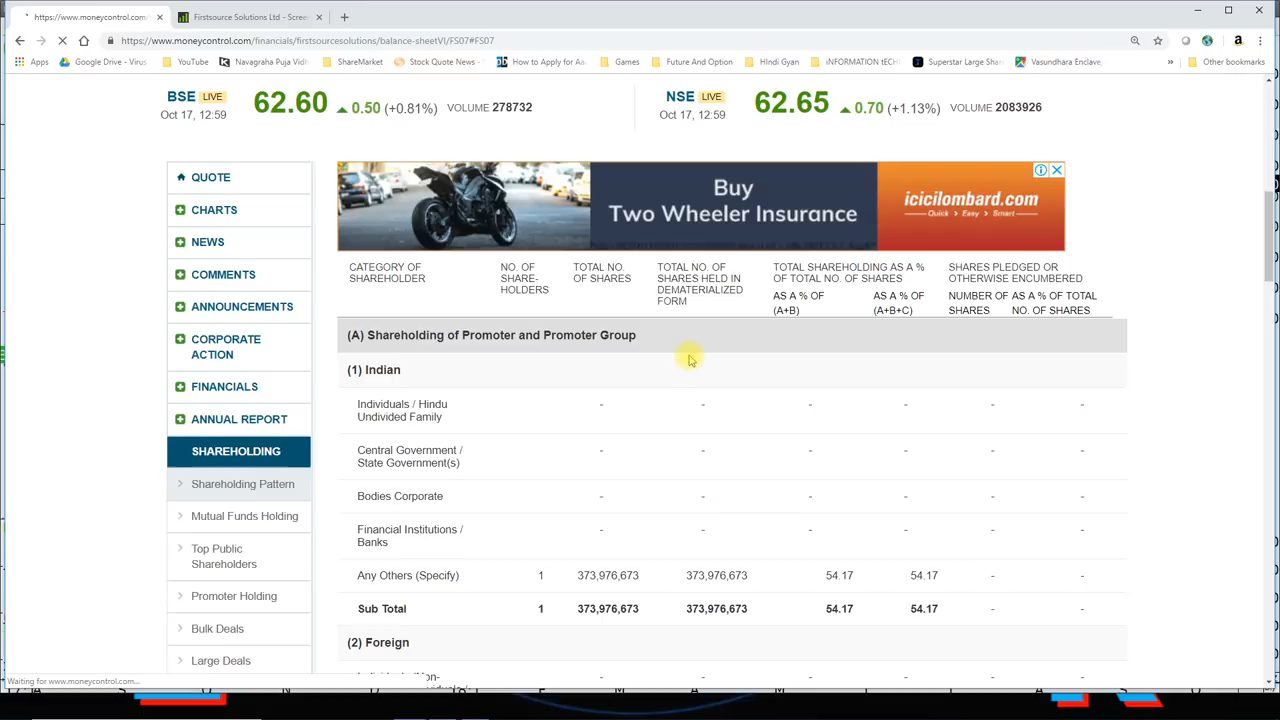 https://www.moneycontrol.com/
Firstsource Solutions Ltd - Scree
https://www.moneycontrol.com/financials/firstsourcesolutions/balance-sheetVI/FS07#FS07
Apps Google Drive - Virus YouTube Navagraha Puja Vidh ShareMarket Stock Quote News - How to Apply for Aa Games Future And Option HIndi Gyan iNFORMATION tECH Superstar Large Shar Vasundhara Enclave, » Other bookmarks
BSE LIVE 62.60 0.50 (+0.81%) VOLUME 278732
Oct 17, 12:59
NSE LIVE 62.65 0.70 (+1.13%) VOLUME 2083926
Oct 17, 12:59
QUOTE
CHARTS
NEWS
COMMENTS
ANNOUNCEMENTS
CORPORATE
ACTION
FINANCIALS
ANNUAL REPORT
SHAREHOLDING
Shareholding Pattern
Mutual Funds Holding
Top Public
Shareholders
Promoter Holding
Bulk Deals
Large Deals
Buy
Two Wheeler Insurance
icicilombard.com
Quick > Easy > Smart
CATEGORY OF
SHAREHOLDER
NO. OF
SHARE-
HOLDERS
TOTAL NO.
OF SHARES
TOTAL NO. OF
SHARES HELD IN
DEMATERIALIZED
FORM
TOTAL SHAREHOLDING AS A %
OF TOTAL NO. OF SHARES
AS A % OF
(A+B)
AS A % OF
(A+B+C)
SHARES PLEDGED OR
OTHERWISE ENCUMBERED
NUMBER OF
SHARES
AS A % OF TOTAL
NO. OF SHARES
(A) Shareholding of Promoter and Promoter Group
(1) Indian
Individuals / Hindu
Undivided Family
- - - - - -
Central Government /
State Government(s)
- - - - - -
Bodies Corporate - - - - - -
Financial Institutions /
Banks
- - - - - -
Any Others (Specify) 1 373,976,673 373,976,673 54.17 54.17 - -
Sub Total 1 373,976,673 373,976,673 54.17 54.17 - -
(2) Foreign
Waiting for www.moneycontrol.com...